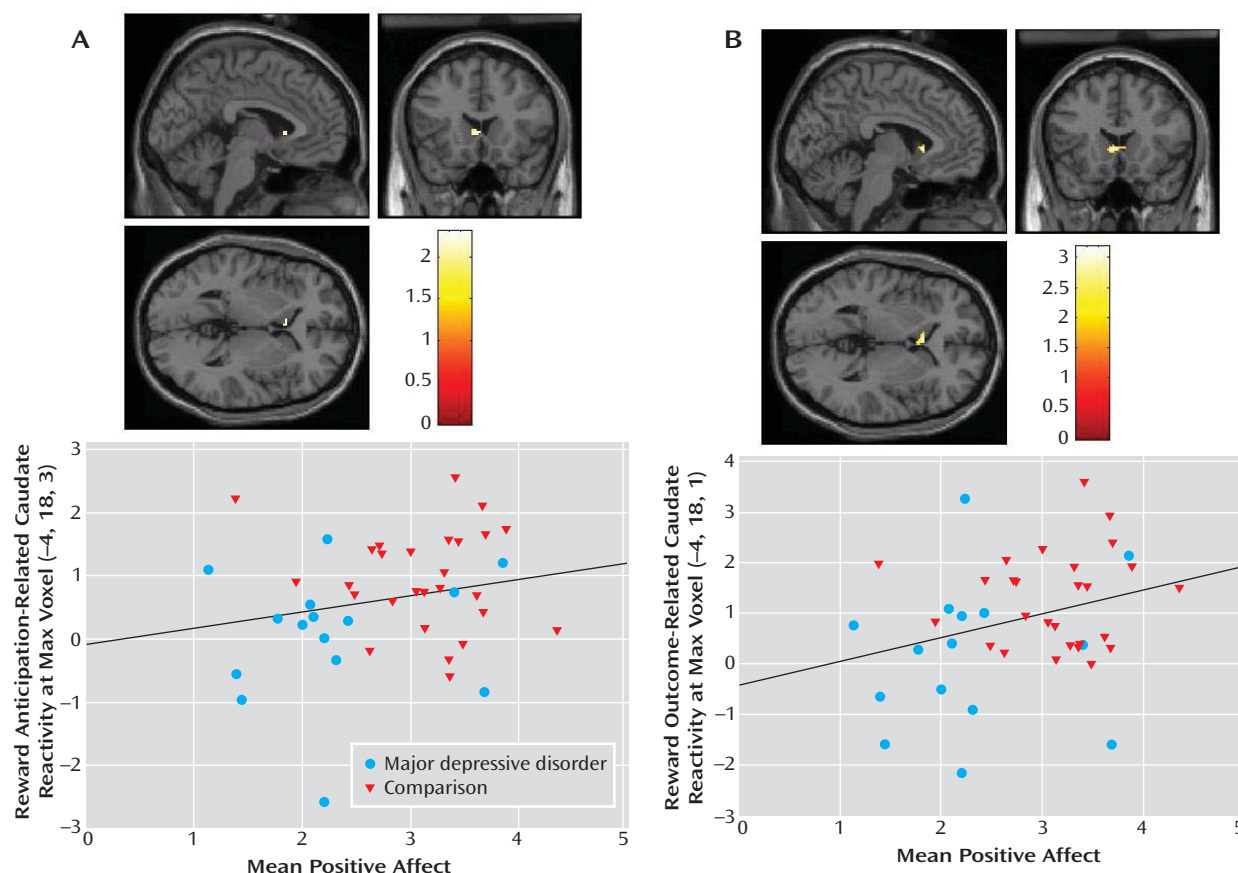 A
2
1.5
1
0.5
0
Reward Anticipation-Related Caudate
Reactivity at Max Voxel (–4, 18, 3)
3
2
1
0
–1
–2
–3
Major depressive disorder
Comparison
0 1 2 3 4 5
Mean Positive Affect
B
3
2.5
2
1.5
1
0.5
0
Reward Outcome-Related Caudate
Reactivity at Max Voxel (–4, 18, 1)
4
3
2
1
0
–1
–2
–3
0 1 2 3 4 5
Mean Positive Affect